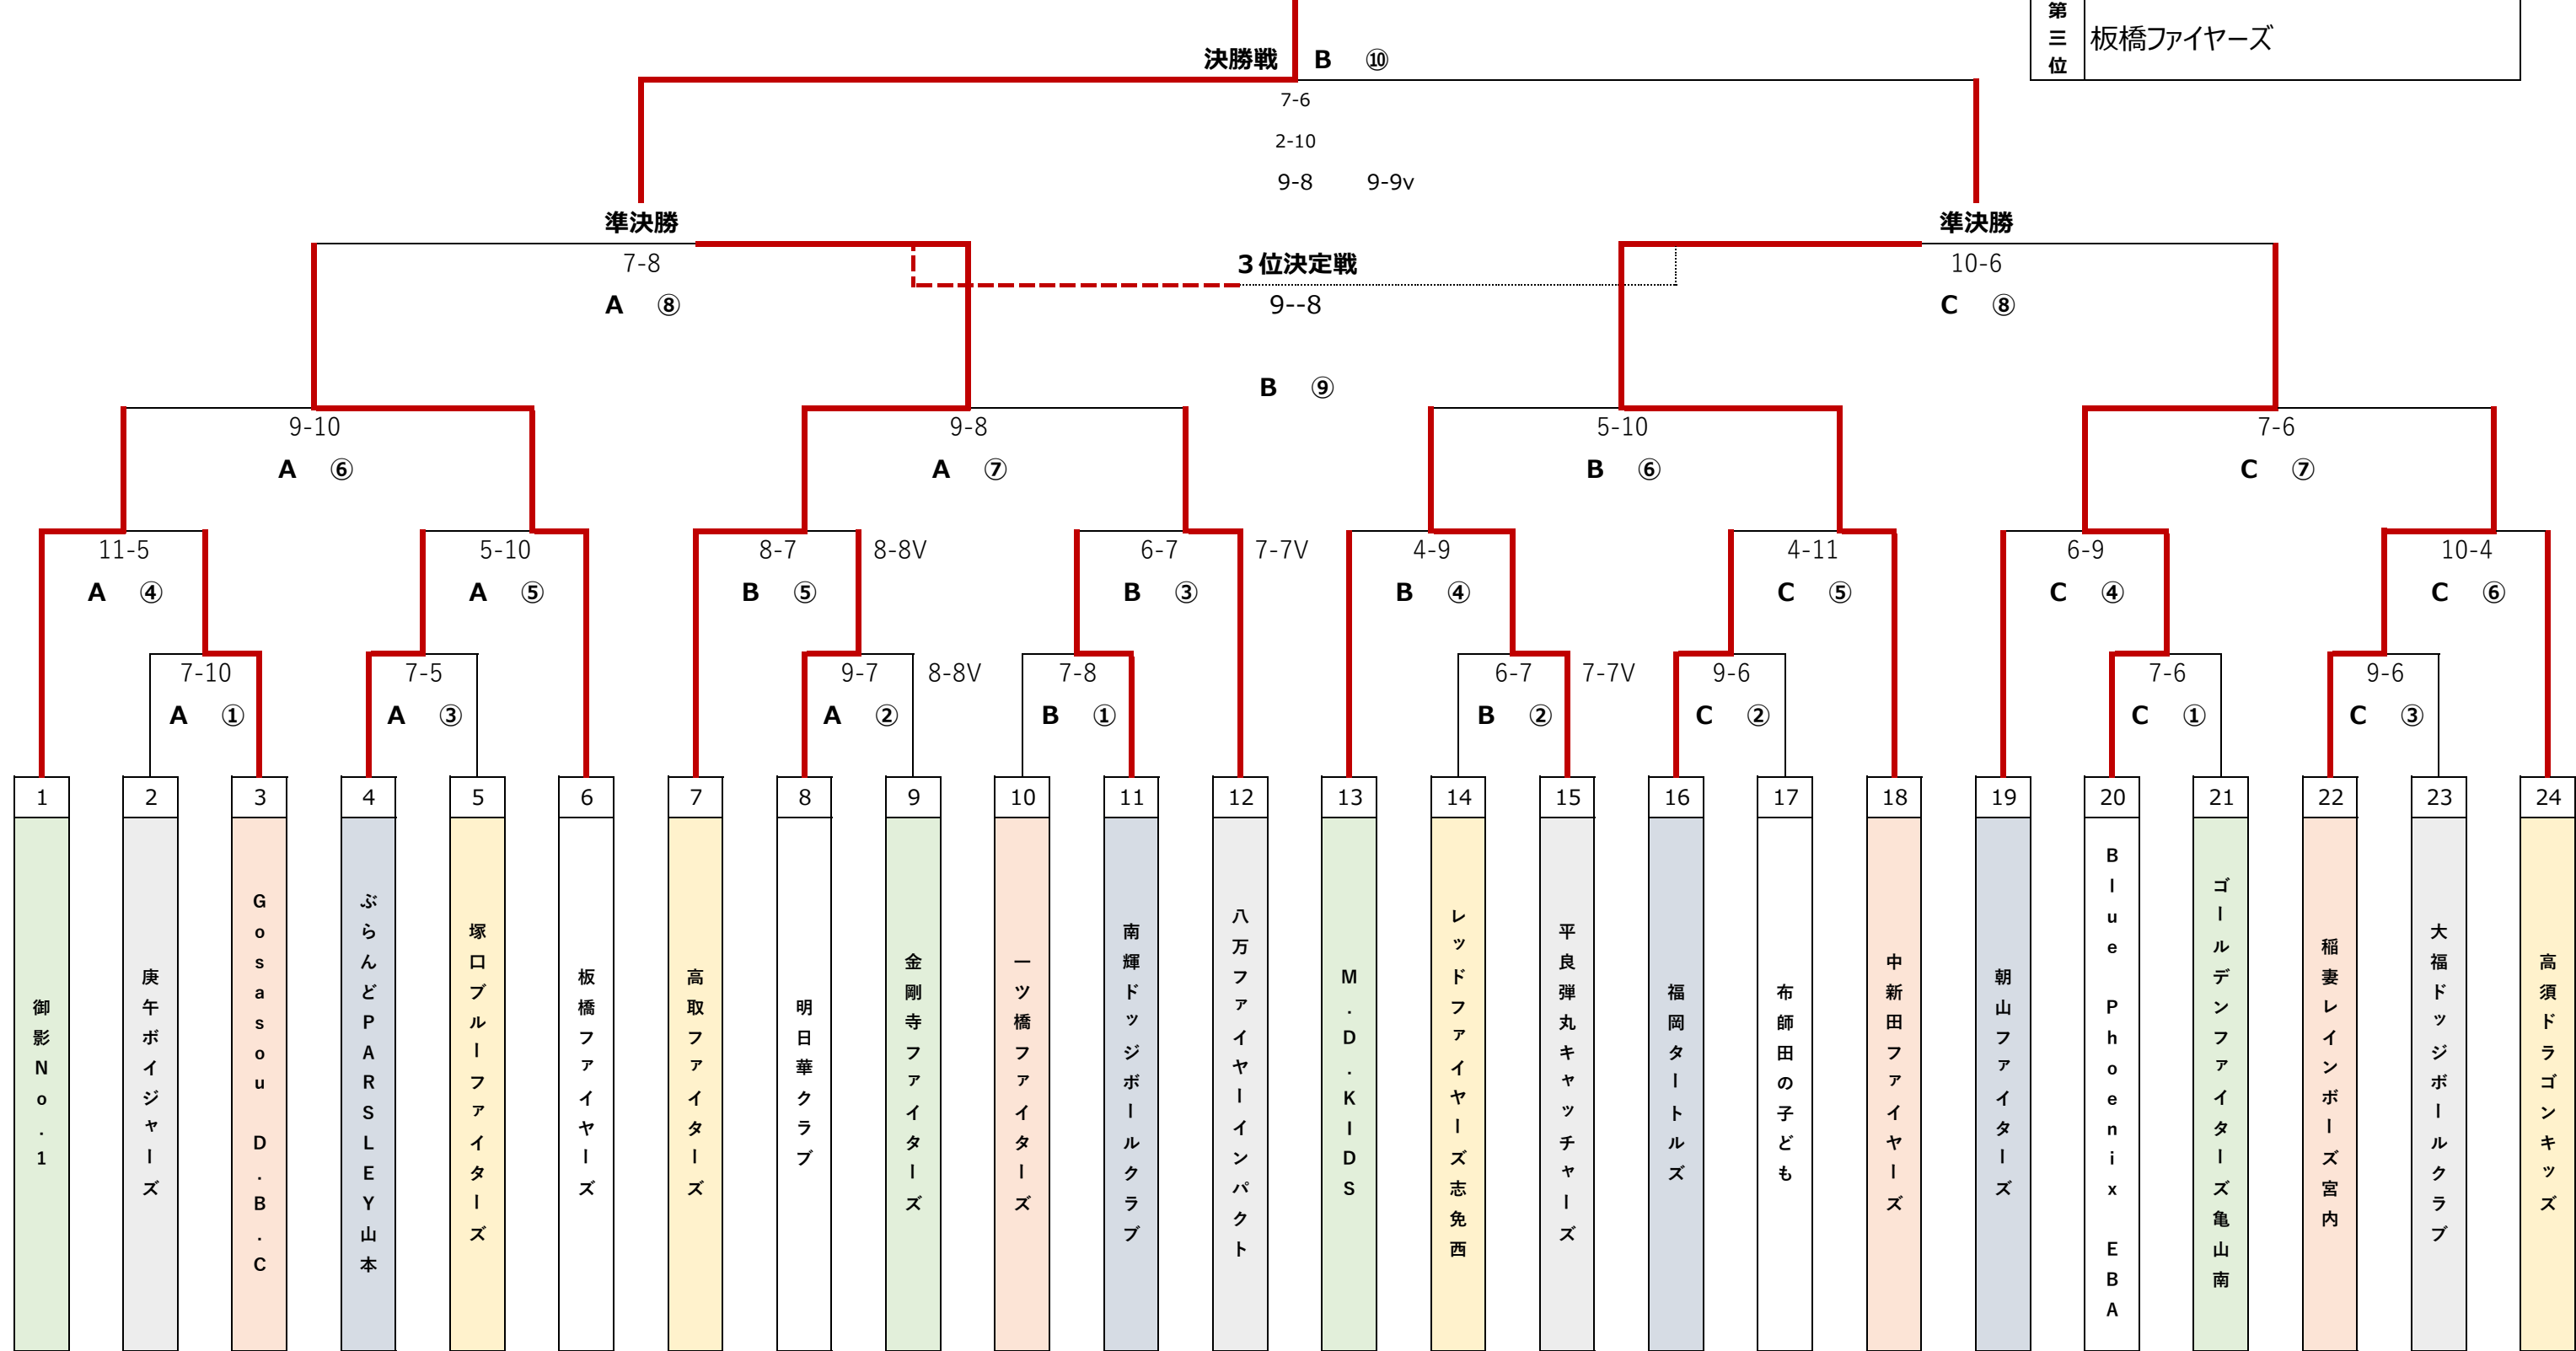 第三位
板橋ファイヤーズ
決勝戦 B ⑩
7-6
2-10
9-8 9-9v
準決勝
準決勝
7-8
３位決定戦
10-6
A ⑧
9--8
C ⑧
B ⑨
9-10
9-8
5-10
7-6
A ⑥
A ⑦
B ⑥
C ⑦
11-5
5-10
8-7 8-8V
6-7 7-7V
4-9
4-11
6-9
10-4
A ④
A ⑤
B ⑤
B ③
B ④
C ⑤
C ④
C ⑥
7-10
7-5
9-7 8-8V
7-8
6-7 7-7V
9-6
7-6
9-6
A ①
A ③
A ②
B ①
B ②
C ②
C ①
C ③
1 2 3 4 5 6 7 8 9 10 11 12 13 14 15 16 17 18 19 20 21 22 23 24
御影No.1
庚午ボイジャーズ
Gosasou D.B.C
ぶらんどPARSLEY山本
塚口ブルーファイターズ
板橋ファイヤーズ
高取ファイターズ
明日華クラブ
金剛寺ファイターズ
一ツ橋ファイターズ
南輝ドッジボールクラブ
八万ファイヤーインパクト
M.D.KIDS
レッドファイヤーズ志免西
平良弾丸キャッチャーズ
福岡タートルズ
布師田の子ども
中新田ファイヤーズ
朝山ファイターズ
Blue Phoenix EBA
ゴールデンファイターズ亀山南
稲妻レインボーズ宮内
大福ドッジボールクラブ
高須ドラゴンキッズ